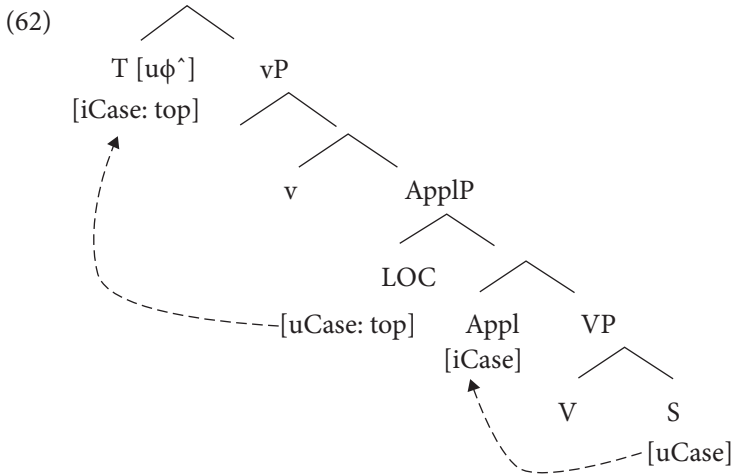 (62)
T [uϕ^] vP
[iCase: top]
v ApplP
LOC
[uCase: top] Appl VP
[iCase]
V S
[uCase]